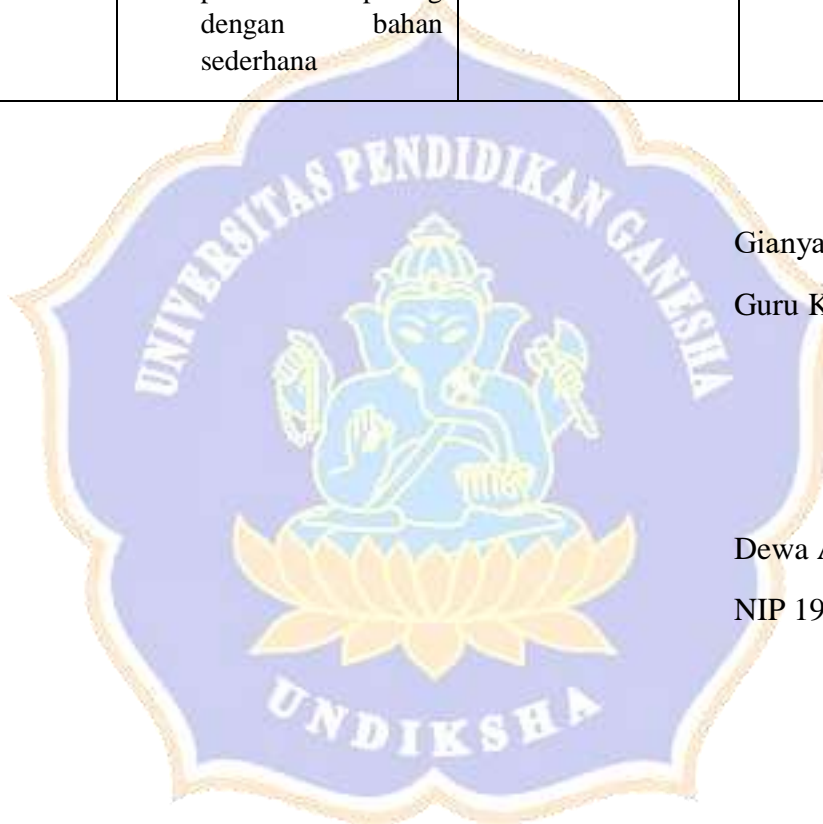 dengan bahan
sederhana
UNIVERSITAS PENDIDIKAN GANESHA
Gianya
Guru K
Dewa A
NIP 19
UNDIKSHA